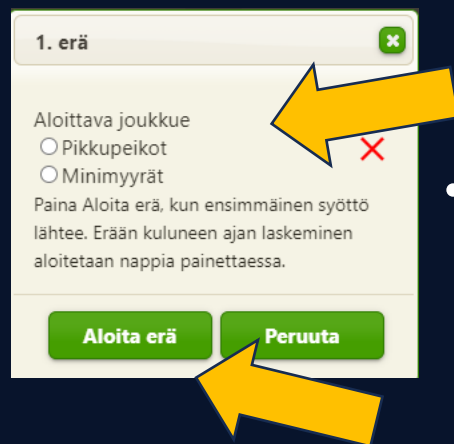 1. erä
Aloittava joukkue
Pikkupeikot
Minimyyrät
Paina Aloita erä, kun ensimmäinen syöttö
lähtee. Erään kuluneen ajan laskeminen
aloitetaan nappia painettaessa.
Aloita erä
Peruuta